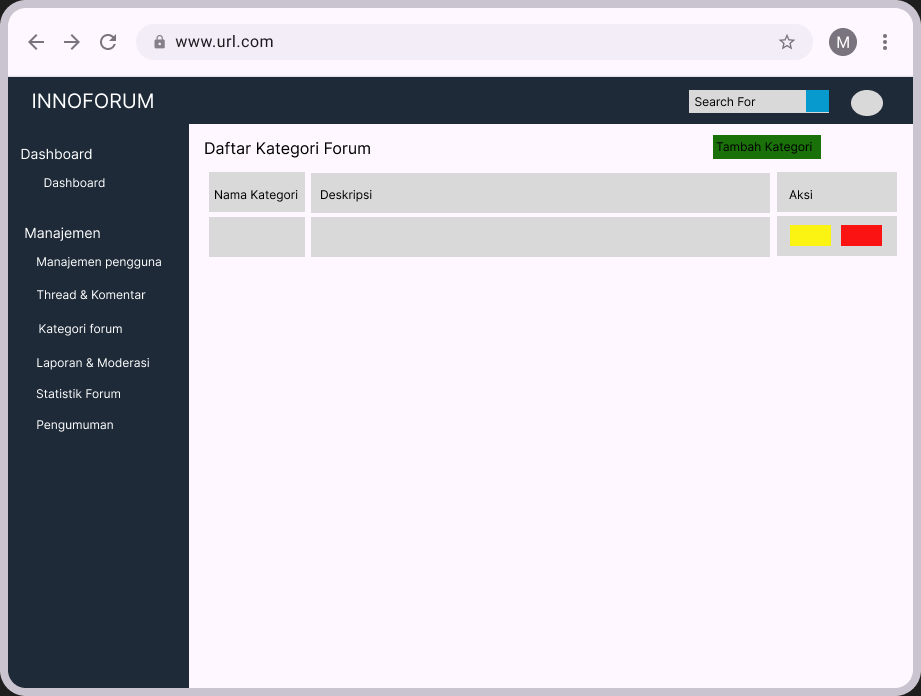 www.url.com
M
INNOFORUM
Search For
Dashboard
Dashboard
Manajemen
Manajemen pengguna
Thread & Komentar
Kategori forum
Laporan & Moderasi
Statistik Forum
Pengumuman
Daftar Kategori Forum
Tambah Kategori
Nama Kategori
Deskripsi
Aksi